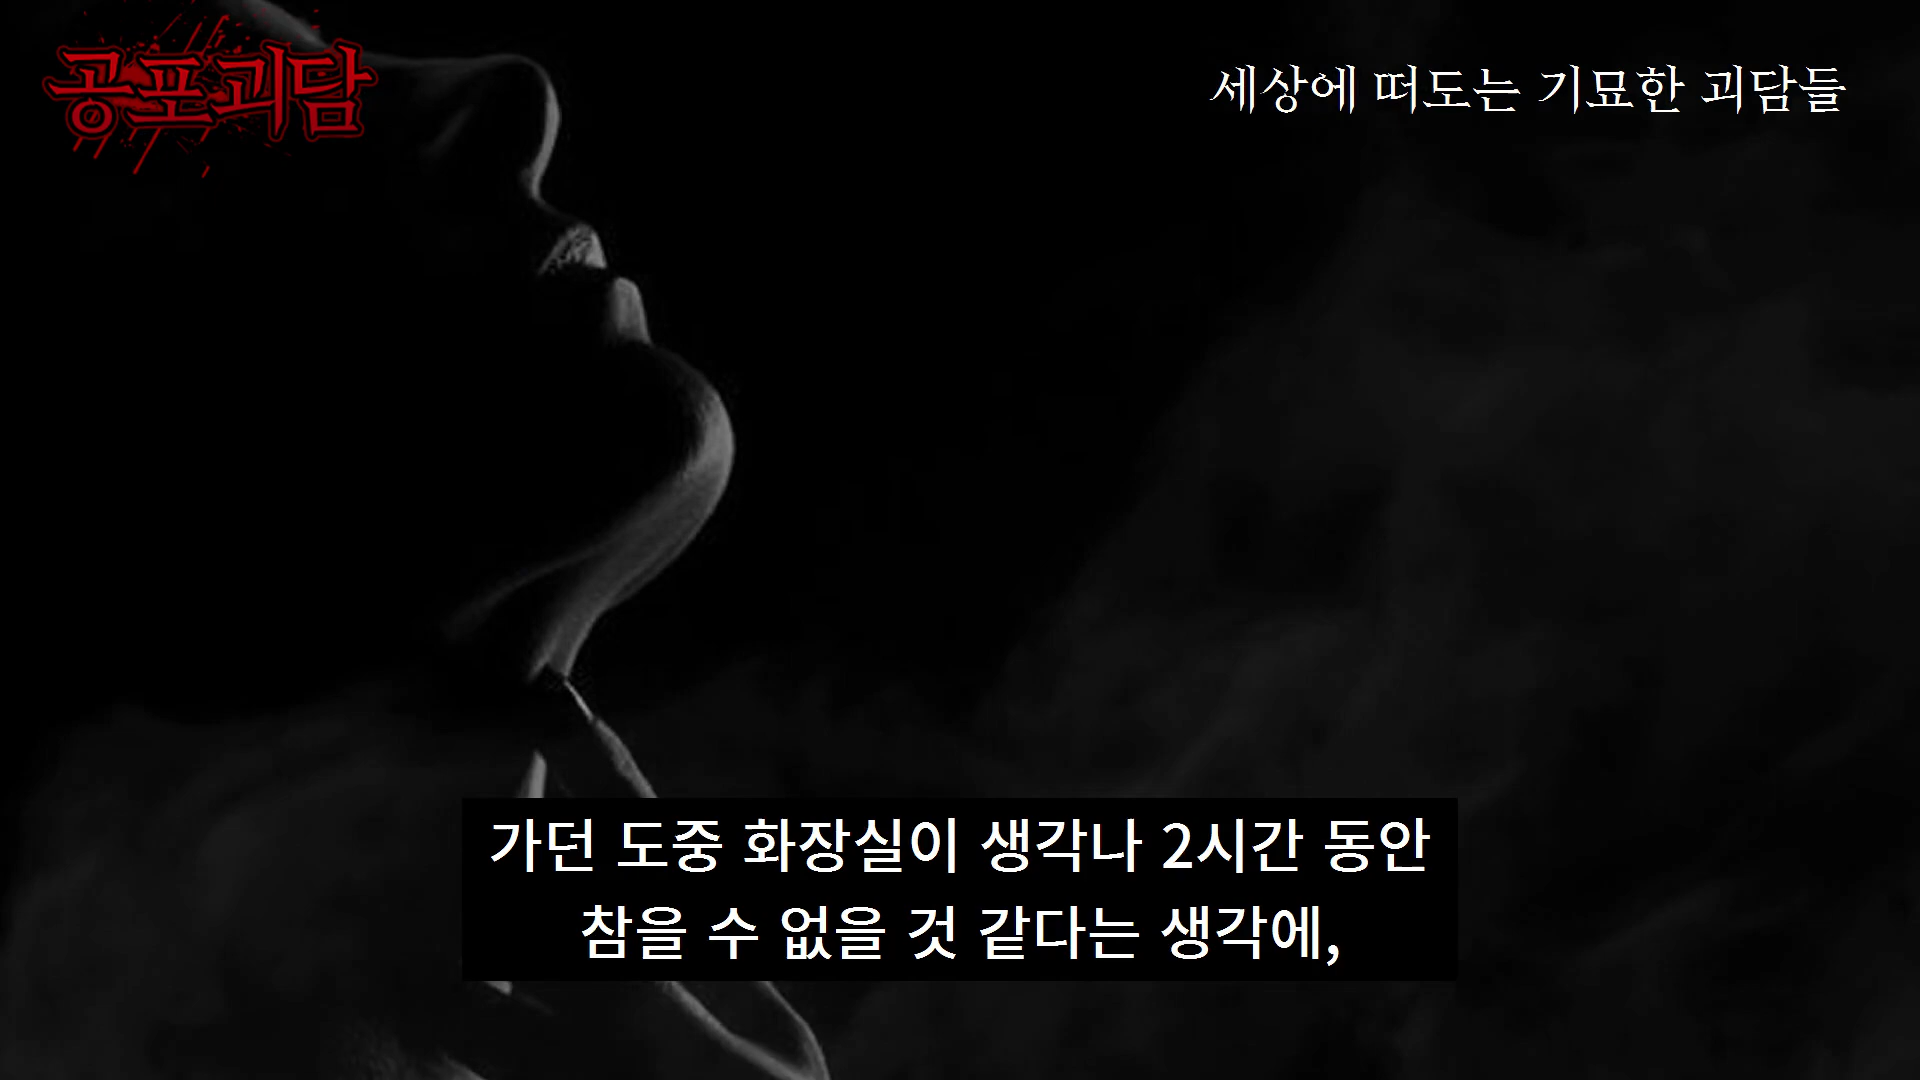 공포괴담
세상에 떠도는 기묘한 괴담들
가던 도중 화장실이 생각나 2시간 동안
참을 수 없을 것 같다는 생각에,